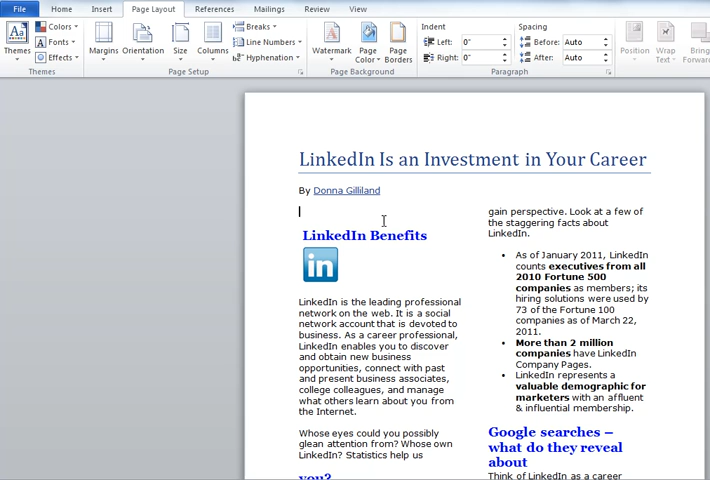 File Home Insert Page Layout References Mailings Review View
Themes Colors Fonts Effects Themes
Margins Orientation Size Columns Breaks Line Numbers Hyphenation Page Setup
Watermark Page Color Page Borders Page Background
Indent Left: 0" Right: 0" Spacing Before: Auto After: Auto Paragraph
Position Wrap Text Bring
LinkedIn Is an Investment in Your Career
By Donna Gilliland
LinkedIn Benefits
in
LinkedIn is the leading professional
network on the web. It is a social
network account that is devoted to
business. As a career professional,
LinkedIn enables you to discover
and obtain new business
opportunities, connect with past
and present business associates,
college colleagues, and manage
what others learn about you from
the Internet.
Whose eyes could you possibly
glean attention from? Whose own
LinkedIn? Statistics help us
you?
gain perspective. Look at a few of
the staggering facts about
LinkedIn.
• As of January 2011, LinkedIn
counts executives from all
2010 Fortune 500
companies as members; its
hiring solutions were used by
73 of the Fortune 100
companies as of March 22,
2011.
• More than 2 million
companies have LinkedIn
Company Pages.
• LinkedIn represents a
valuable demographic for
marketers with an affluent
& influential membership.
Google searches –
what do they reveal
about
Think of LinkedIn as a career